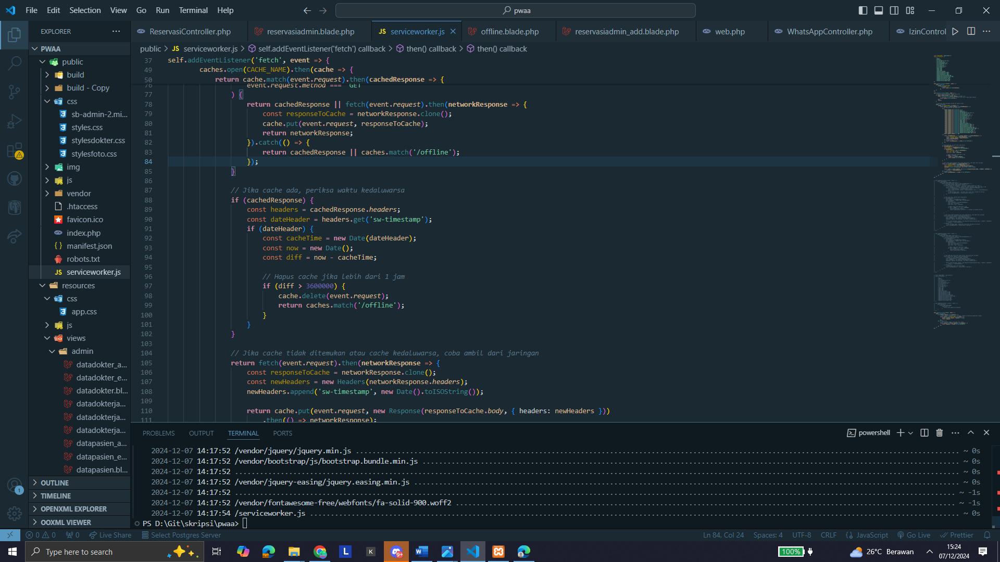 File Edit Selection View Go Run Terminal Help
pwaa
EXPLORER
ReservasiController.php
reservasiadmin.blade.php
JS serviceworker.js
offline.blade.php
reservasiadmin_add.blade.php
web.php
WhatsAppController.php
IzinControl
public > JS serviceworker.js > self.addEventListener('fetch') callback > then() callback > then() callback
PWAA
public
build
build - Copy
css
sb-admin-2.mi...
styles.css
stylesdokter.css
stylesfoto.css
img
js
vendor
.htaccess
favicon.ico
index.php
manifest.json
robots.txt
JS serviceworker.js
resources
css
app.css
js
views
admin
datadokter_a...
datadokter_e...
datadokter.bl...
datadokterja...
datadokterja...
datadokterja...
datapasien_a...
datapasien_e...
datapasien.bl...
OUTLINE
TIMELINE
OPENXML EXPLORER
OOXML VIEWER
37 self.addEventListener('fetch', event => {
49 caches.open(CACHE_NAME).then(cache => {
50 return cache.match(event.request).then(cachedResponse => {
76 event.request.method === 'GET'
77 ) {
78 return cachedResponse || fetch(event.request).then(networkResponse => {
79 const responseToCache = networkResponse.clone();
80 cache.put(event.request, responseToCache);
81 return networkResponse;
82 }).catch(() => {
83 return cachedResponse || caches.match('/offline');
84 });
85 }
86
87 // Jika cache ada, periksa waktu kedaluwarsa
88 if (cachedResponse) {
89 const headers = cachedResponse.headers;
90 const dateHeader = headers.get('sw-timestamp');
91 if (dateHeader) {
92 const cacheTime = new Date(dateHeader);
93 const now = new Date();
94 const diff = now - cacheTime;
95
96 // Hapus cache jika lebih dari 1 jam
97 if (diff > 3600000) {
98 cache.delete(event.request);
99 return caches.match('/offline');
100 }
101 }
102 }
103
104 // Jika cache tidak ditemukan atau cache kedaluwarsa, coba ambil dari jaringan
105 return fetch(event.request).then(networkResponse => {
106 const responseToCache = networkResponse.clone();
107 const newHeaders = new Headers(networkResponse.headers);
108 newHeaders.append('sw-timestamp', new Date().toISOString());
109
110 return cache.put(event.request, new Response(responseToCache.body, { headers: newHeaders }))
111 .then(() => networkResponse);
PROBLEMS OUTPUT TERMINAL PORTS
powershell
2024-12-07 14:17:52 /vendor/jquery/jquery.min.js ........ ~ 0s
2024-12-07 14:17:52 /vendor/bootstrap/js/bootstrap.bundle.min.js ........ ~ 0s
2024-12-07 14:17:52 ........ ~ 0s
2024-12-07 14:17:52 /vendor/jquery-easing/jquery.easing.min.js ........ ~ 0s
2024-12-07 14:17:52 ........ ~ -1s
2024-12-07 14:17:52 /vendor/fontawesome-free/webfonts/fa-solid-900.woff2 ........ ~ -1s
2024-12-07 14:17:54 /serviceworker.js ........ ~ 0s
PS D:\Git\skripsi\pwaa>
1
0 0 0 Live Share Select Postgres Server
Ln 84, Col 24 Spaces: 4 UTF-8 CRLF {} JavaScript Go Live Prettier
Type here to search
L
K
9+
100%
26°C Berawan
15:24
07/12/2024